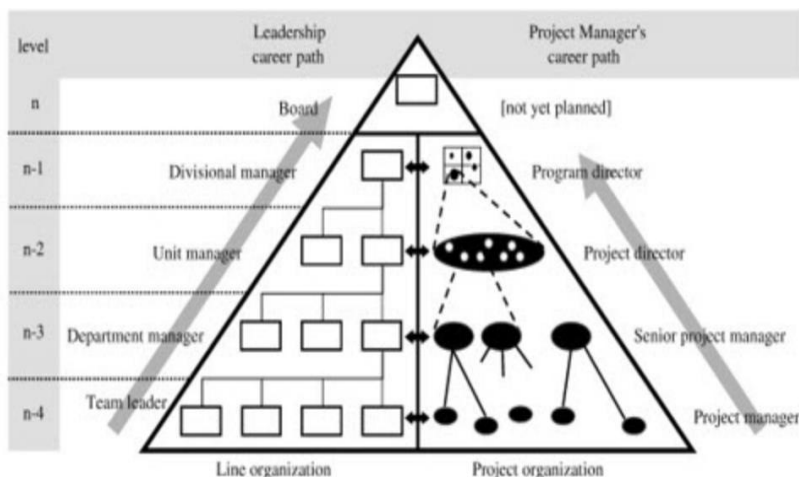 level
Leadership
career path
Project Manager's
career path
n
Board
[not yet planned]
n-1
Divisional manager
Program director
n-2
Unit manager
Project director
n-3
Department manager
Senior project manager
n-4
Team leader
Project manager
Line organization
Project organization